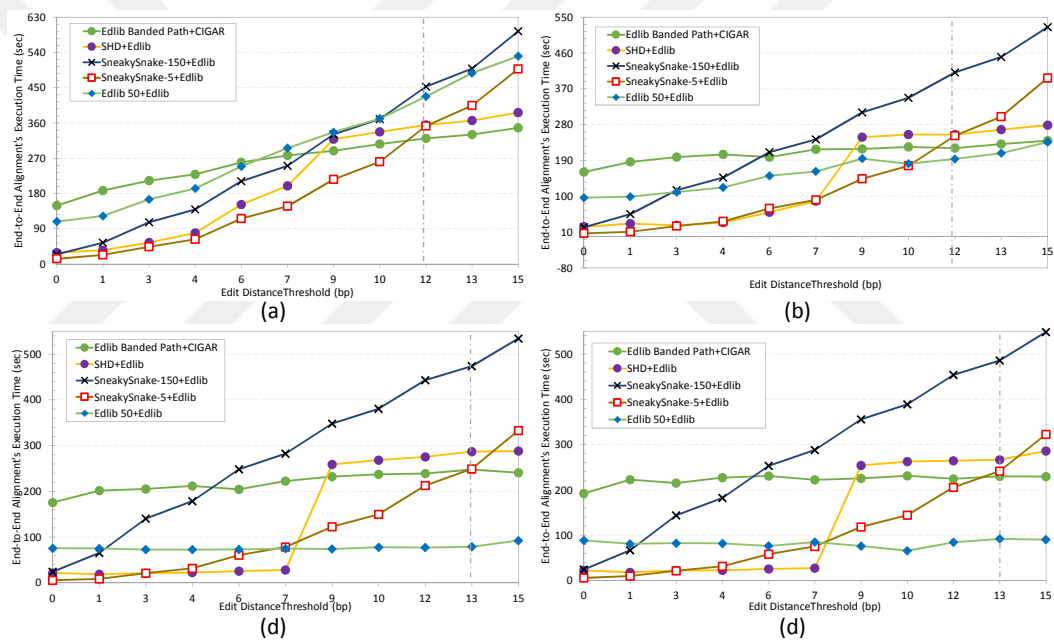 630
540
450
360
270
180
90
0
End-to-End Alignment's Execution Time (sec)
Edlib Banded Path+CIGAR
SHD+Edlib
SneakySnake-150+Edlib
SneakySnake-5+Edlib
Edlib 50+Edlib
0 1 3 4 6 7 9 10 12 13 15
Edit DistanceThreshold (bp)
(a)
550
460
370
280
190
100
10
-80
End-to-End Alignment's Execution Time (sec)
Edlib Banded Path+CIGAR
SHD+Edlib
SneakySnake-150+Edlib
SneakySnake-5+Edlib
Edlib 50+Edlib
0 1 3 4 6 7 9 10 12 13 15
Edit DistanceThreshold (bp)
(b)
500
400
300
200
100
0
End-to-End Alignment's Execution Time (sec)
Edlib Banded Path+CIGAR
SHD+Edlib
SneakySnake-150+Edlib
SneakySnake-5+Edlib
Edlib 50+Edlib
0 1 3 4 6 7 9 10 12 13 15
Edit DistanceThreshold (bp)
(d)
500
400
300
200
100
0
End-to-End Alignment's Execution Time (sec)
Edlib Banded Path+CIGAR
SHD+Edlib
SneakySnake-150+Edlib
SneakySnake-5+Edlib
Edlib 50+Edlib
0 1 3 4 6 7 9 10 12 13 15
Edit DistanceThreshold (bp)
(d)